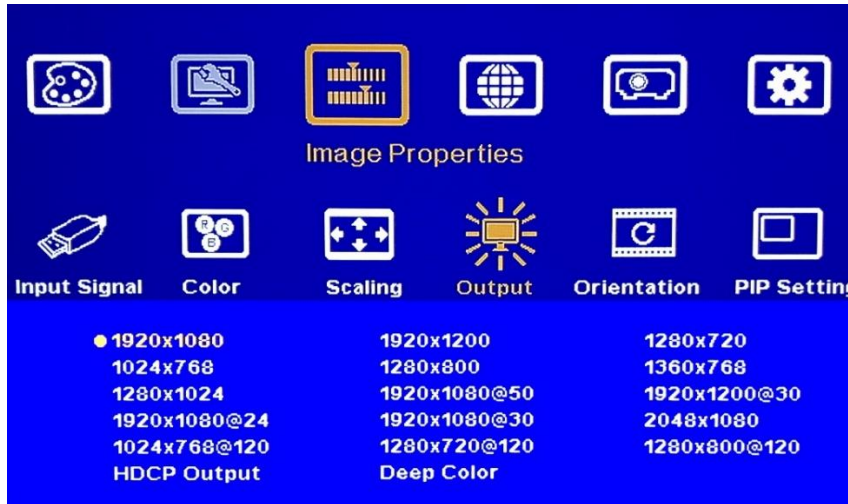 Image Properties
R G
B
Input Signal Color Scaling Output Orientation PIP Setting
1920x1080 1920x1200 1280x720
1024x768 1280x800 1360x768
1280x1024 1920x1080@50 1920x1200@30
1920x1080@24 1920x1080@30 2048x1080
1024x768@120 1280x720@120 1280x800@120
HDCP Output Deep Color